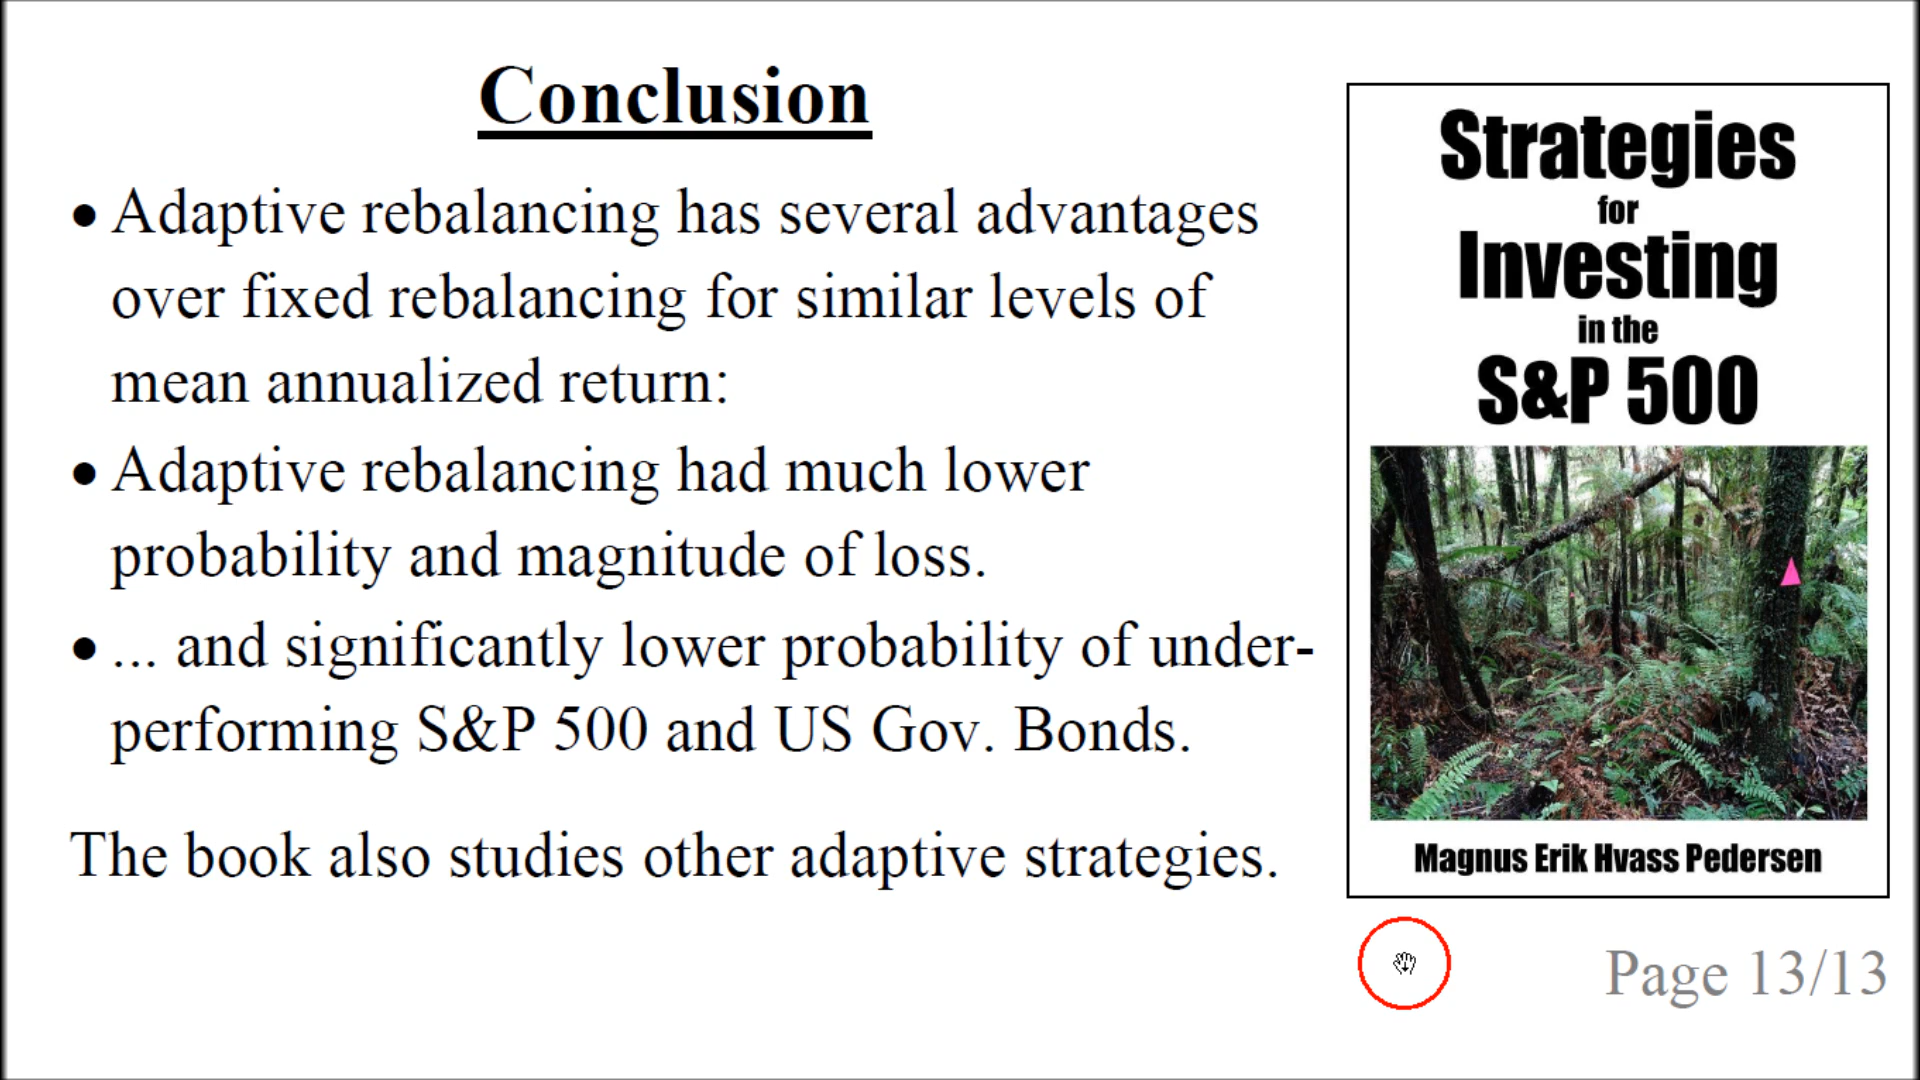 Conclusion
• Adaptive rebalancing has several advantages
over fixed rebalancing for similar levels of
mean annualized return:
• Adaptive rebalancing had much lower
probability and magnitude of loss.
• ... and significantly lower probability of under-
performing S&P 500 and US Gov. Bonds.
The book also studies other adaptive strategies.
Strategies
for
Investing
in the
S&P 500
Magnus Erik Hvass Pedersen
Page 13/13